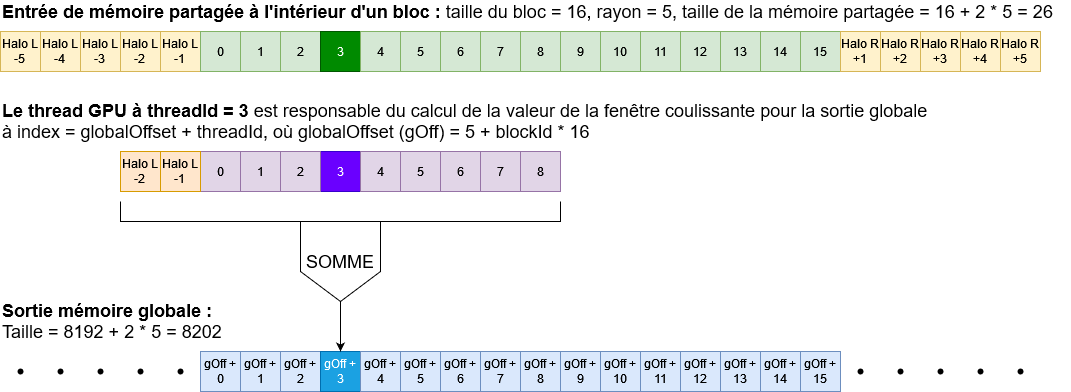 Entrée de mémoire partagée à l'intérieur d'un bloc : taille du bloc = 16, rayon = 5, taille de la mémoire partagée = 16 + 2 * 5 = 26
Halo L -5 Halo L -4 Halo L -3 Halo L -2 Halo L -1 0 1 2 3 4 5 6 7 8 9 10 11 12 13 14 15 Halo R +1 Halo R +2 Halo R +3 Halo R +4 Halo R +5
Le thread GPU à threadId = 3 est responsable du calcul de la valeur de la fenêtre coulissante pour la sortie globale
à index = globalOffset + threadId, où globalOffset (gOff) = 5 + blockId * 16
Halo L -2 Halo L -1 0 1 2 3 4 5 6 7 8
SOMME
Sortie mémoire globale :
Taille = 8192 + 2 * 5 = 8202
gOff + 0 gOff + 1 gOff + 2 gOff + 3 gOff + 4 gOff + 5 gOff + 6 gOff + 7 gOff + 8 gOff + 9 gOff + 10 gOff + 11 gOff + 12 gOff + 13 gOff + 14 gOff + 15